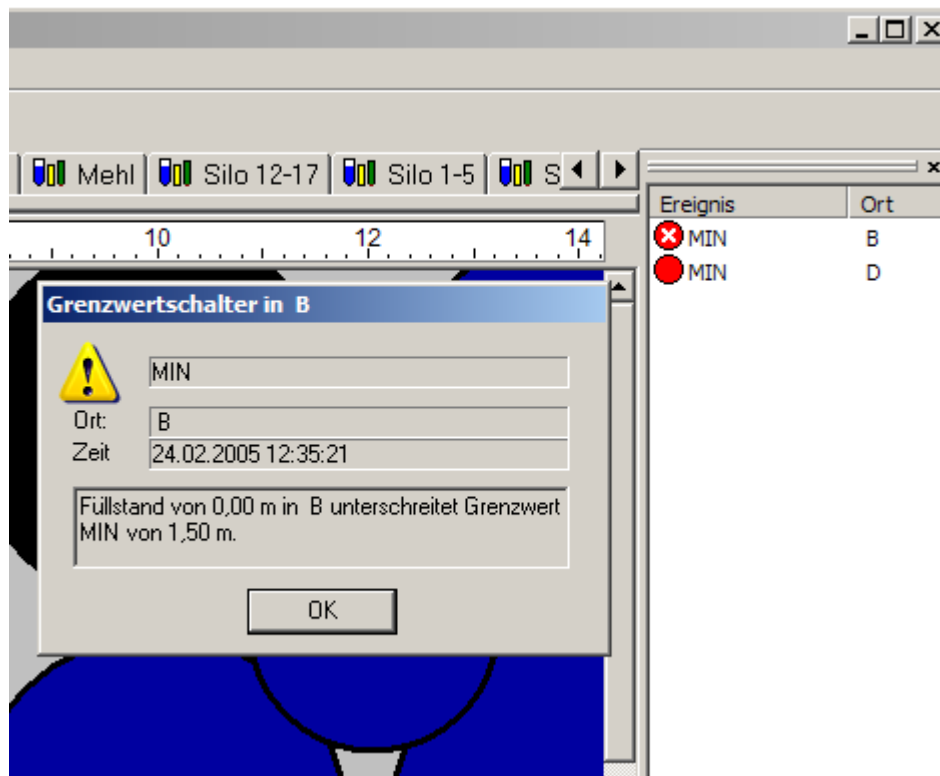 Mehl Silo 12-17 Silo 1-5 S
10 12 14
Ereignis Ort
MIN B
MIN D
Grenzwertschalter in B
MIN
Ort: B
Zeit 24.02.2005 12:35:21
Füllstand von 0,00 m in B unterschreitet Grenzwert
MIN von 1,50 m.
OK